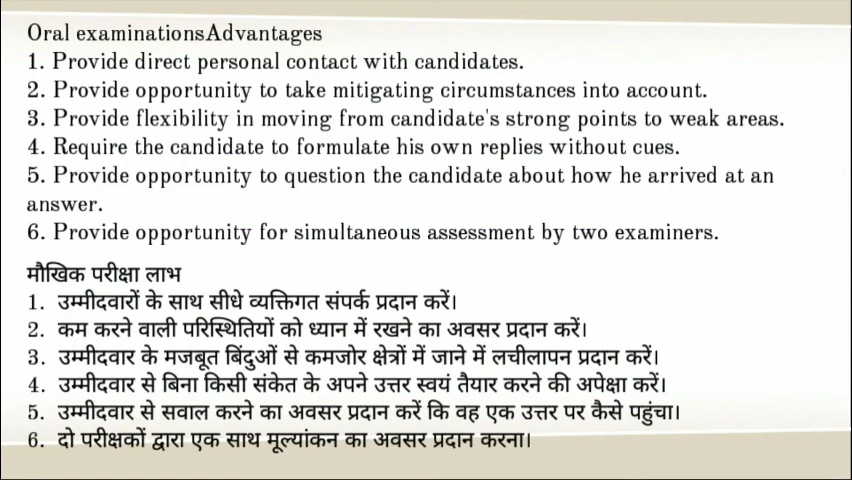 Oral examinationsAdvantages
1. Provide direct personal contact with candidates.
2. Provide opportunity to take mitigating circumstances into account.
3. Provide flexibility in moving from candidate's strong points to weak areas.
4. Require the candidate to formulate his own replies without cues.
5. Provide opportunity to question the candidate about how he arrived at an
answer.
6. Provide opportunity for simultaneous assessment by two examiners.
मौखिक परीक्षा लाभ
1. उम्मीदवारों के साथ सीधे व्यक्तिगत संपर्क प्रदान करें।
2. कम करने वाली परिस्थितियों को ध्यान में रखने का अवसर प्रदान करें।
3. उम्मीदवार के मजबूत बिंदुओं से कमजोर क्षेत्रों में जाने में लचीलापन प्रदान करें।
4. उम्मीदवार से बिना किसी संकेत के अपने उत्तर स्वयं तैयार करने की अपेक्षा करें।
5. उम्मीदवार से सवाल करने का अवसर प्रदान करें कि वह एक उत्तर पर कैसे पहुंचा।
6. दो परीक्षकों द्वारा एक साथ मूल्यांकन का अवसर प्रदान करना।